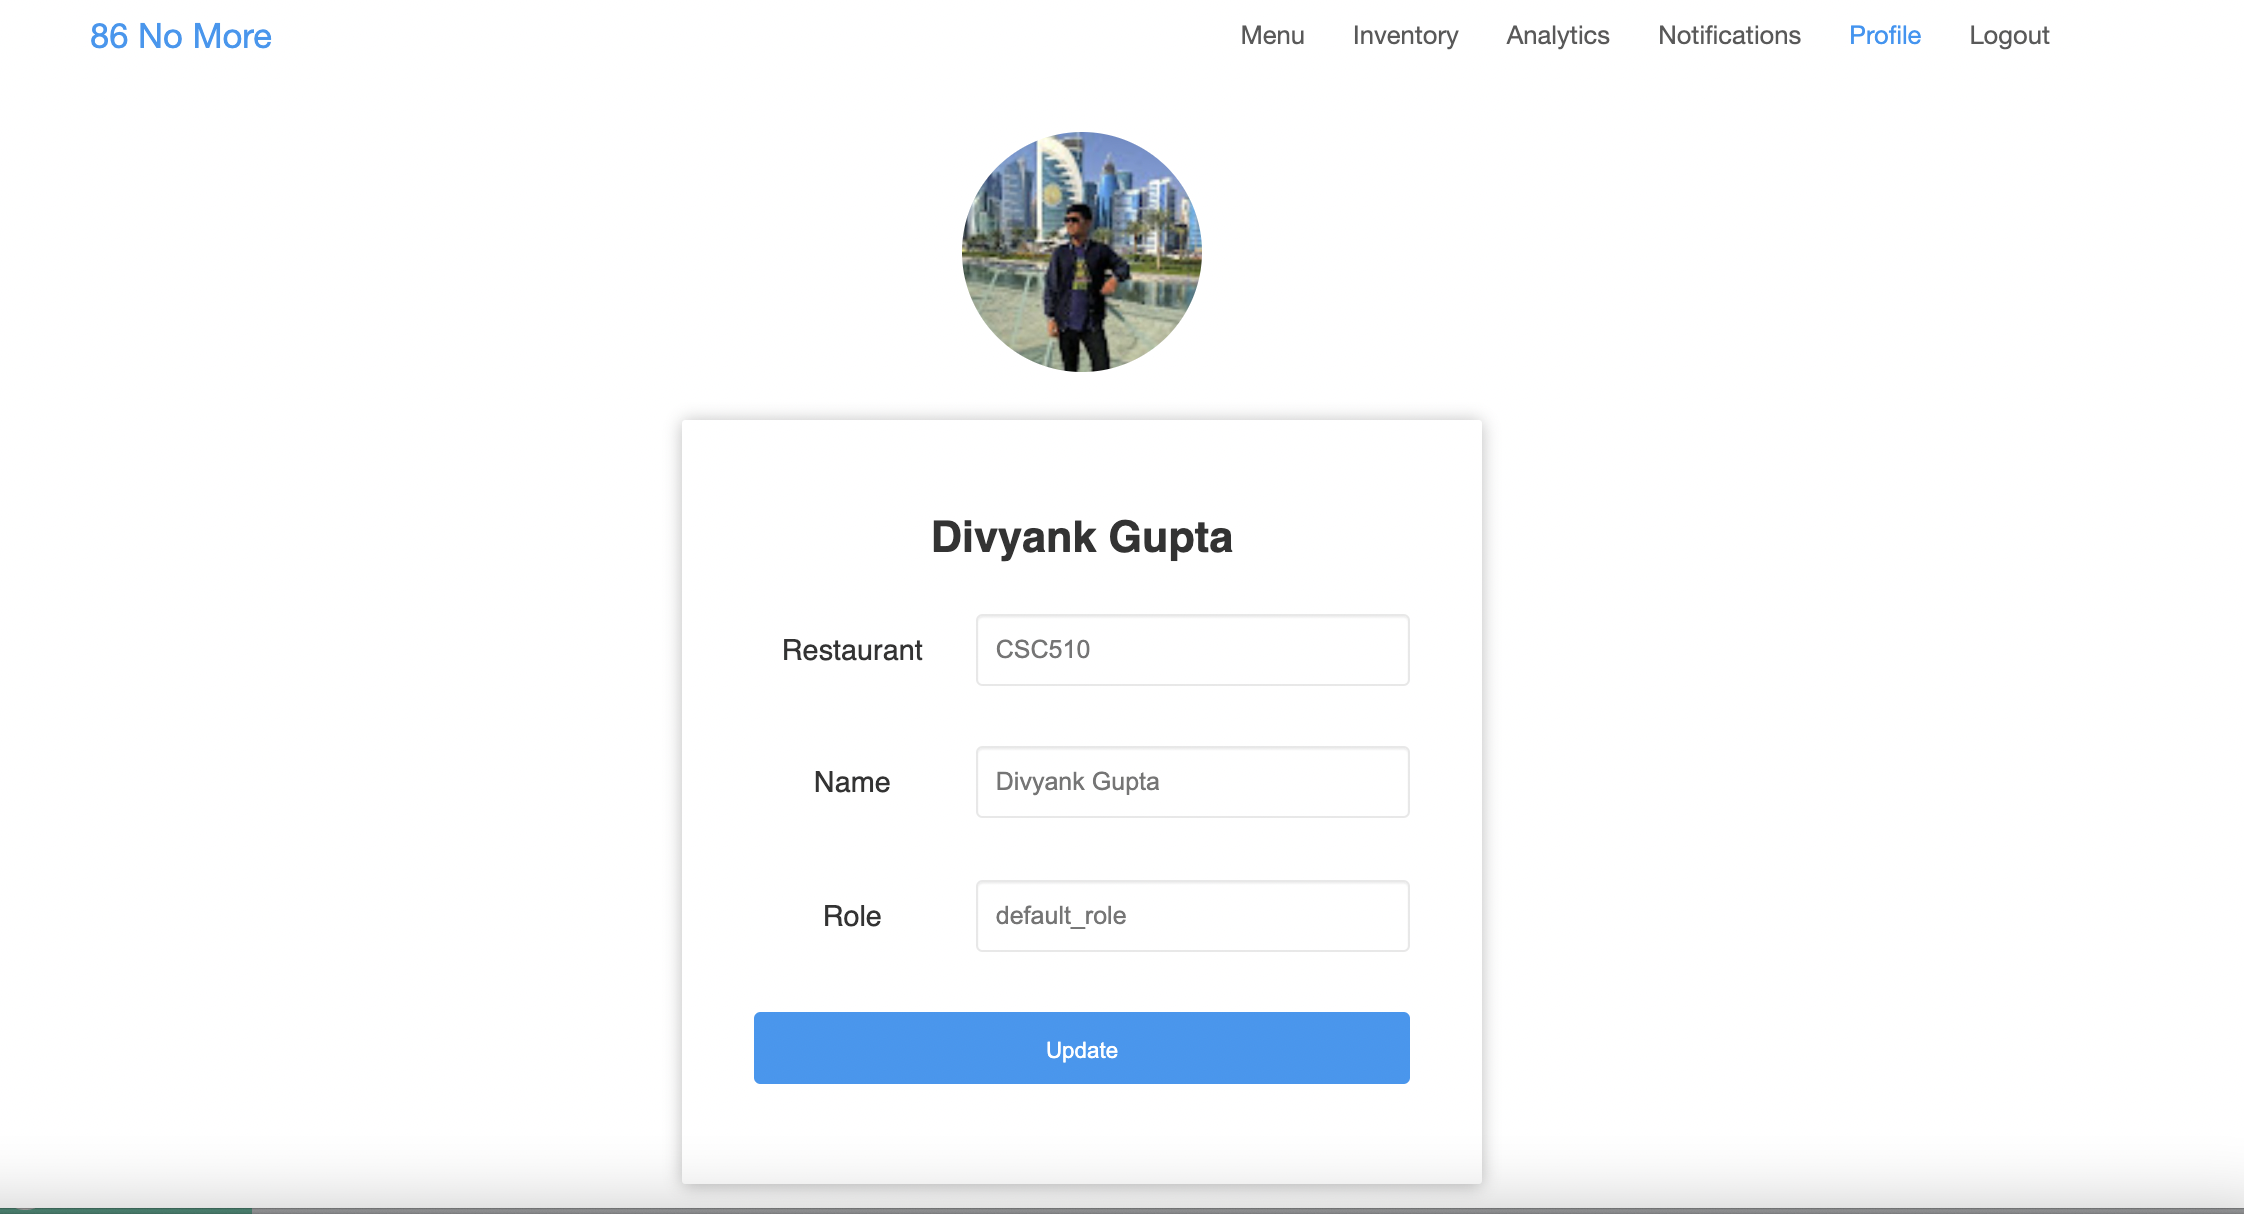 86 No More
Menu Inventory Analytics Notifications Profile Logout
Divyank Gupta
Restaurant CSC510
Name Divyank Gupta
Role default_role
Update